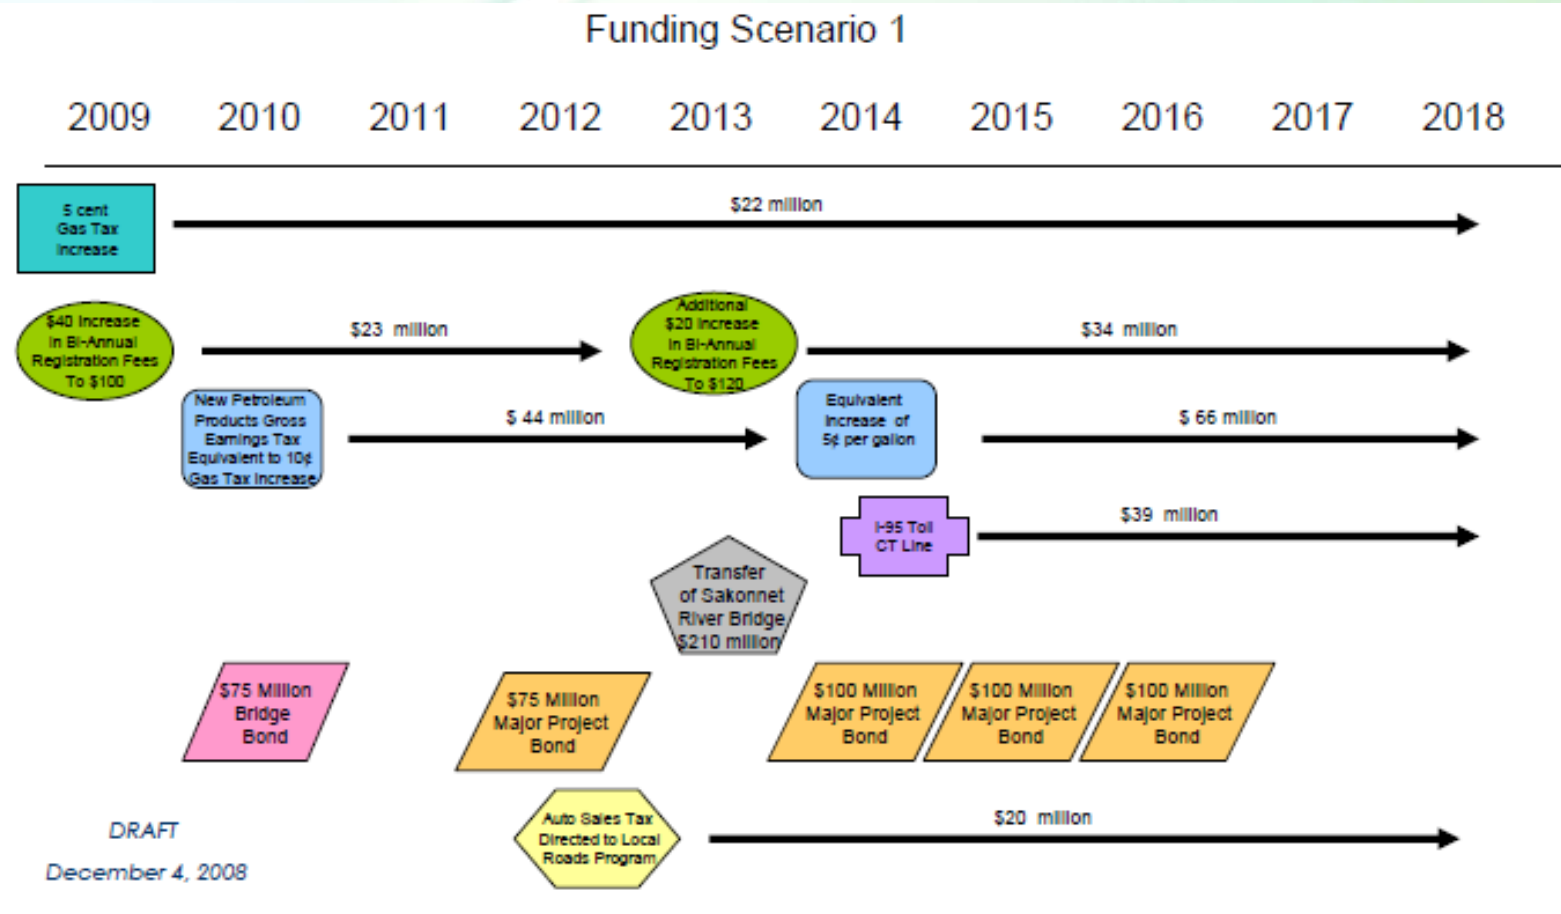 Funding Scenario 1
2009 2010 2011 2012 2013 2014 2015 2016 2017 2018
5 cent
Gas Tax
Increase
$22 million
$40 Increase
In Bi-Annual
Registration Fees
To $100
$23 million
Additional
$20 Increase
In Bi-Annual
Registration Fees
To $120
$34 million
New Petroleum
Products Gross
Earnings Tax
Equivalent to 10¢
Gas Tax Increase
$ 44 million
Equivalent
Increase of
5¢ per gallon
$ 66 million
I-95 Toll
CT Line
$39 million
Transfer
of Sakonnet
River Bridge
$210 million
$75 Million
Bridge
Bond
$75 Million
Major Project
Bond
$100 Million
Major Project
Bond
$100 Million
Major Project
Bond
$100 Million
Major Project
Bond
Auto Sales Tax
Directed to Local
Roads Program
$20 million
DRAFT
December 4, 2008